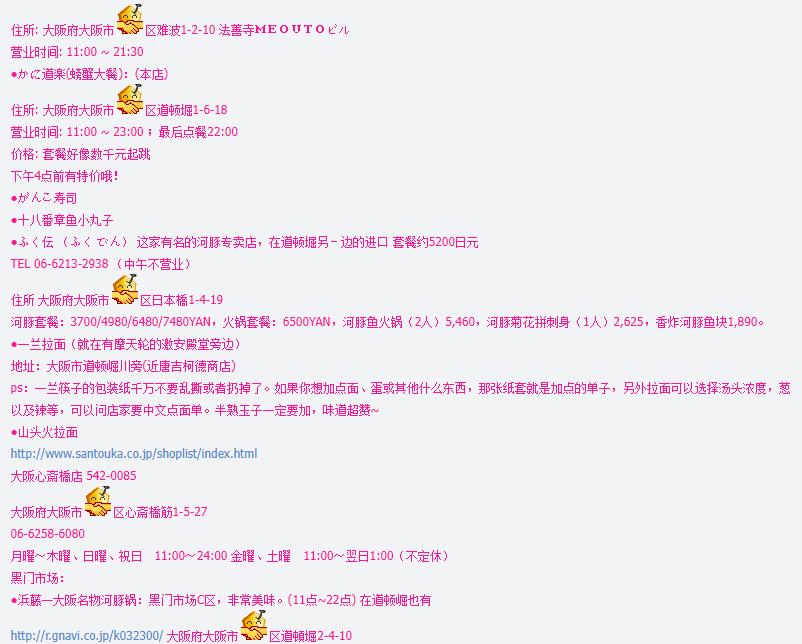 住所: 大阪府大阪市区难波1-2-10 法善寺ＭＥＯＵＴＯビル
营业时间: 11:00 ~ 21:30
●かに道楽(螃蟹大餐)：(本店)
住所: 大阪府大阪市区道顿堀1-6-18
营业时间: 11:00 ~ 23:00；最后点餐22:00
价格: 套餐好像数千元起跳
下午4点前有特价哦!
●がんこ寿司
●十八番章鱼小丸子
●ふく伝 （ふく でん） 这家有名的河豚专卖店，在道顿堀另－边的进口 套餐约5200日元
TEL 06-6213-2938 （中午不营业）
住所 大阪府大阪市区日本橋1-4-19
河豚套餐：3700/4980/6480/7480YAN，火锅套餐：6500YAN，河豚鱼火锅（2人）5,460，河豚菊花拼刺身（1人）2,625，香炸河豚鱼块1,890。
●一兰拉面（就在有摩天轮的激安殿堂旁边）
地址：大阪市道顿崛川旁(近唐吉柯德商店)
ps：一兰筷子的包装纸千万不要乱撕或者扔掉了。如果你想加点面、蛋或其他什么东西，那张纸套就是加点的单子，另外拉面可以选择汤头浓度，葱
以及辣等，可以问店家要中文点面单。半熟玉子一定要加，味道超赞~
●山头火拉面
http://www.santouka.co.jp/shoplist/index.html
大阪心斎橋店 542-0085
大阪府大阪市区心斎橋筋1-5-27
06-6258-6080
月曜～木曜、日曜、祝日　11:00～24:00 金曜、土曜　11:00～翌日1:00（不定休）
黑门市场：
●浜藤—大阪名物河豚锅：黑门市场C区，非常美味。(11点~22点) 在道顿崛也有
http://r.gnavi.co.jp/k032300/ 大阪府大阪市区道頓堀2-4-10